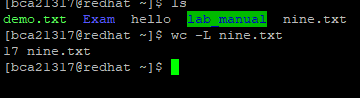 [bca21317@redhat ~]$ ls
demo.txt Exam hello lab_manual nine.txt
[bca21317@redhat ~]$ wc -L nine.txt
17 nine.txt
[bca21317@redhat ~]$